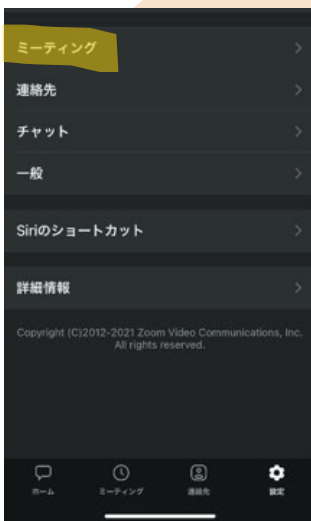 ミーティング
連絡先
チャット
一般
Siriのショートカット
詳細情報
Copyright (C)2012-2021 Zoom Video Communications, Inc.
All rights reserved.
ホーム
ミーティング
連絡先
設定